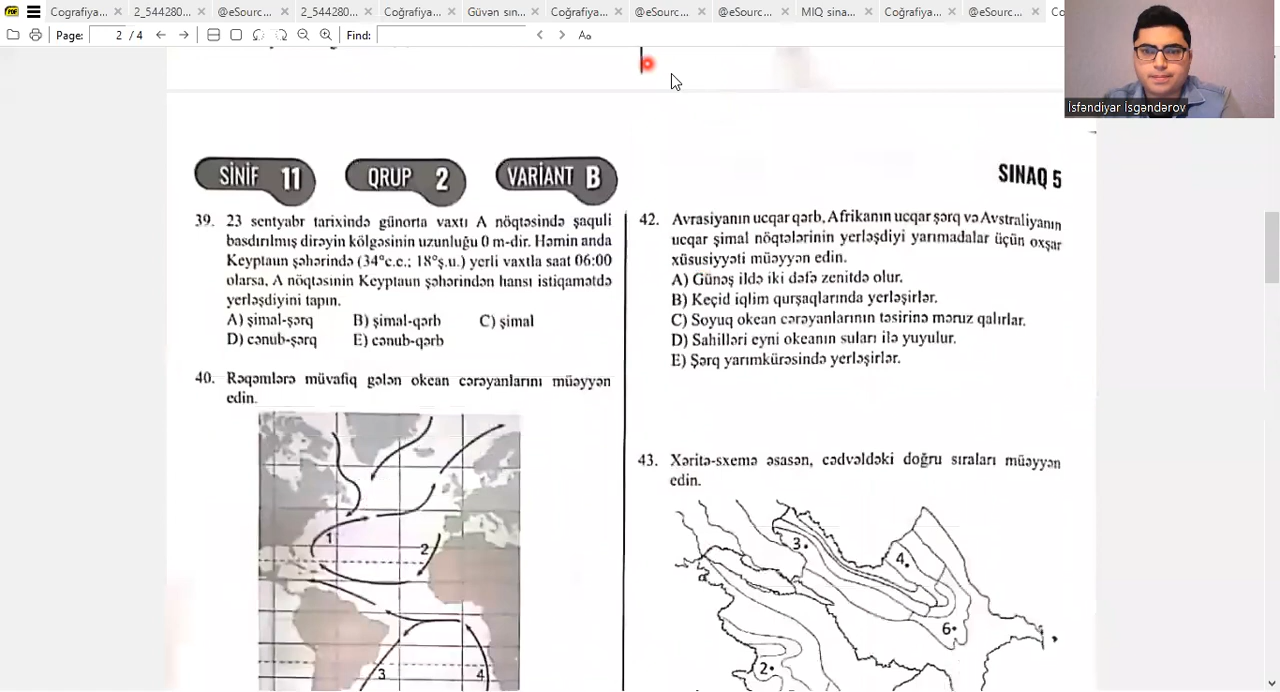 Cografiya...
2_544280...
@eSourc...
2_544280...
Coğrafiya...
Güvən sın...
Coğrafiya...
@eSourc...
@eSourc...
MIQ sina...
Coğrafiya...
@eSourc...
Co
Page: 2 / 4
Find:
Aa
İsfəndiyar İsgəndərov
SİNİF 11
QRUP 2
VARİANT B
SINAQ 5
39. 23 sentyabr tarixində günorta vaxtı A nöqtəsində şaquli
basdırılmış dirəyin kölgəsinin uzunluğu 0 m-dir. Həmin anda
Keyptaun şəhərində (34°c.e.; 18°ş.u.) yerli vaxtla saat 06:00
olarsa, A nöqtəsinin Keyptaun şəhərindən hansı istiqamətdə
yerləşdiyini tapın.
A) şimal-şərq B) şimal-qərb C) şimal
D) cənub-şərq E) cənub-qərb
40. Rəqəmlərə müvafiq gələn okean cərəyanlarını müəyyən
edin.
1
2
3
4
42. Avrasiyanın ucqar qərb, Afrikanın ucqar şərq və Avstraliyanın
ucqar şimal nöqtələrinin yerləşdiyi yarımadalar üçün oxşar
xüsusiyyəti müəyyən edin.
A) Günəş ildə iki dəfə zenitdə olur.
B) Keçid iqlim qurşaqlarında yerləşirlər.
C) Soyuq okean cərəyanlarının təsirinə məruz qalırlar.
D) Sahilləri eyni okeanın suları ilə yuyulur.
E) Şərq yarımkürəsində yerləşirlər.
43. Xəritə-sxemə əsasən, cədvəldəki doğru sıraları müəyyən
edin.
3
4
6
2